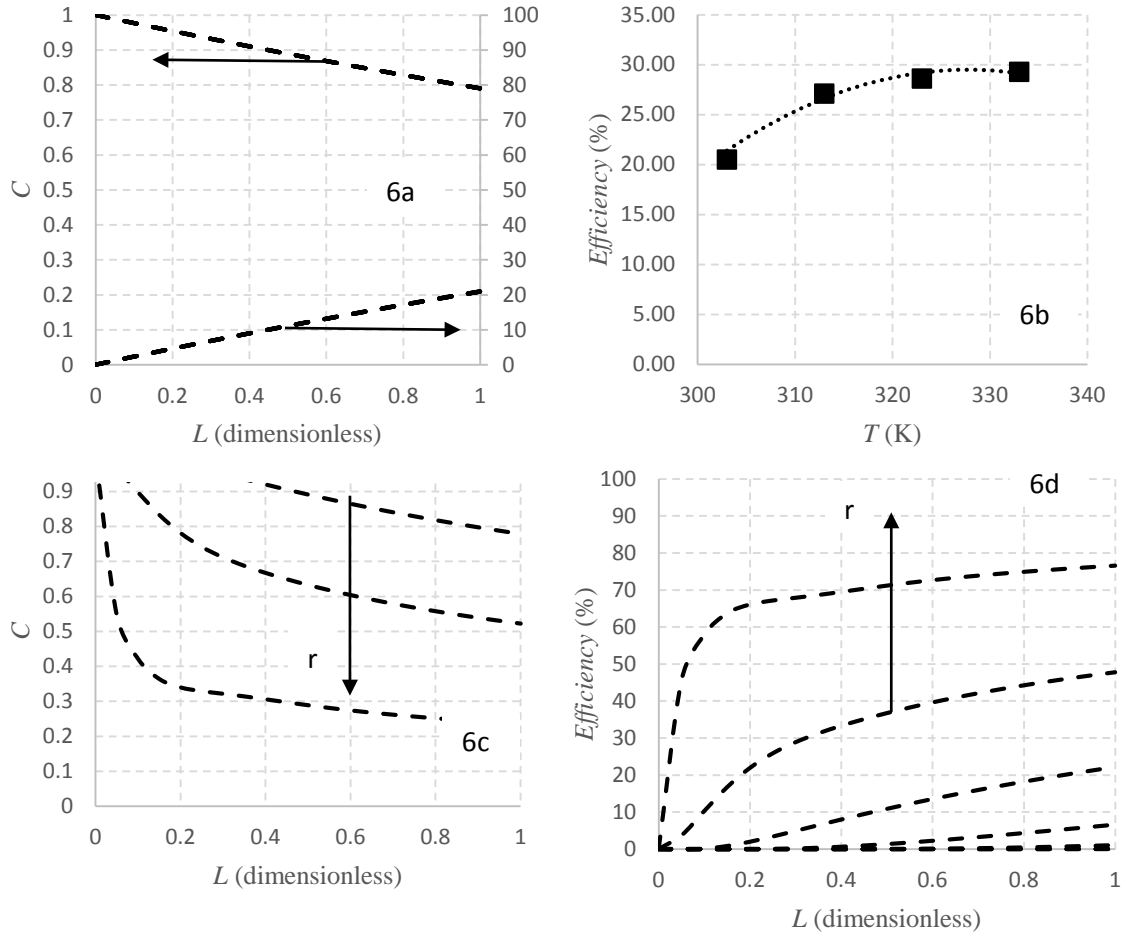 1
0.9
0.8
0.7
0.6
0.5
0.4
0.3
0.2
0.1
0
C
100
90
80
70
60
50
40
30
20
10
0
6a
0 0.2 0.4 0.6 0.8 1
L (dimensionless)
35.00
30.00
25.00
20.00
15.00
10.00
5.00
0.00
Efficiency (%)
6b
300 310 320 330 340
T (K)
0.9
0.8
0.7
0.6
0.5
0.4
0.3
0.2
0.1
0
C
r
6c
0 0.2 0.4 0.6 0.8 1
L (dimensionless)
6d
100
90
80
70
60
50
40
30
20
10
0
Efficiency (%)
r
0 0.2 0.4 0.6 0.8 1
L (dimensionless)